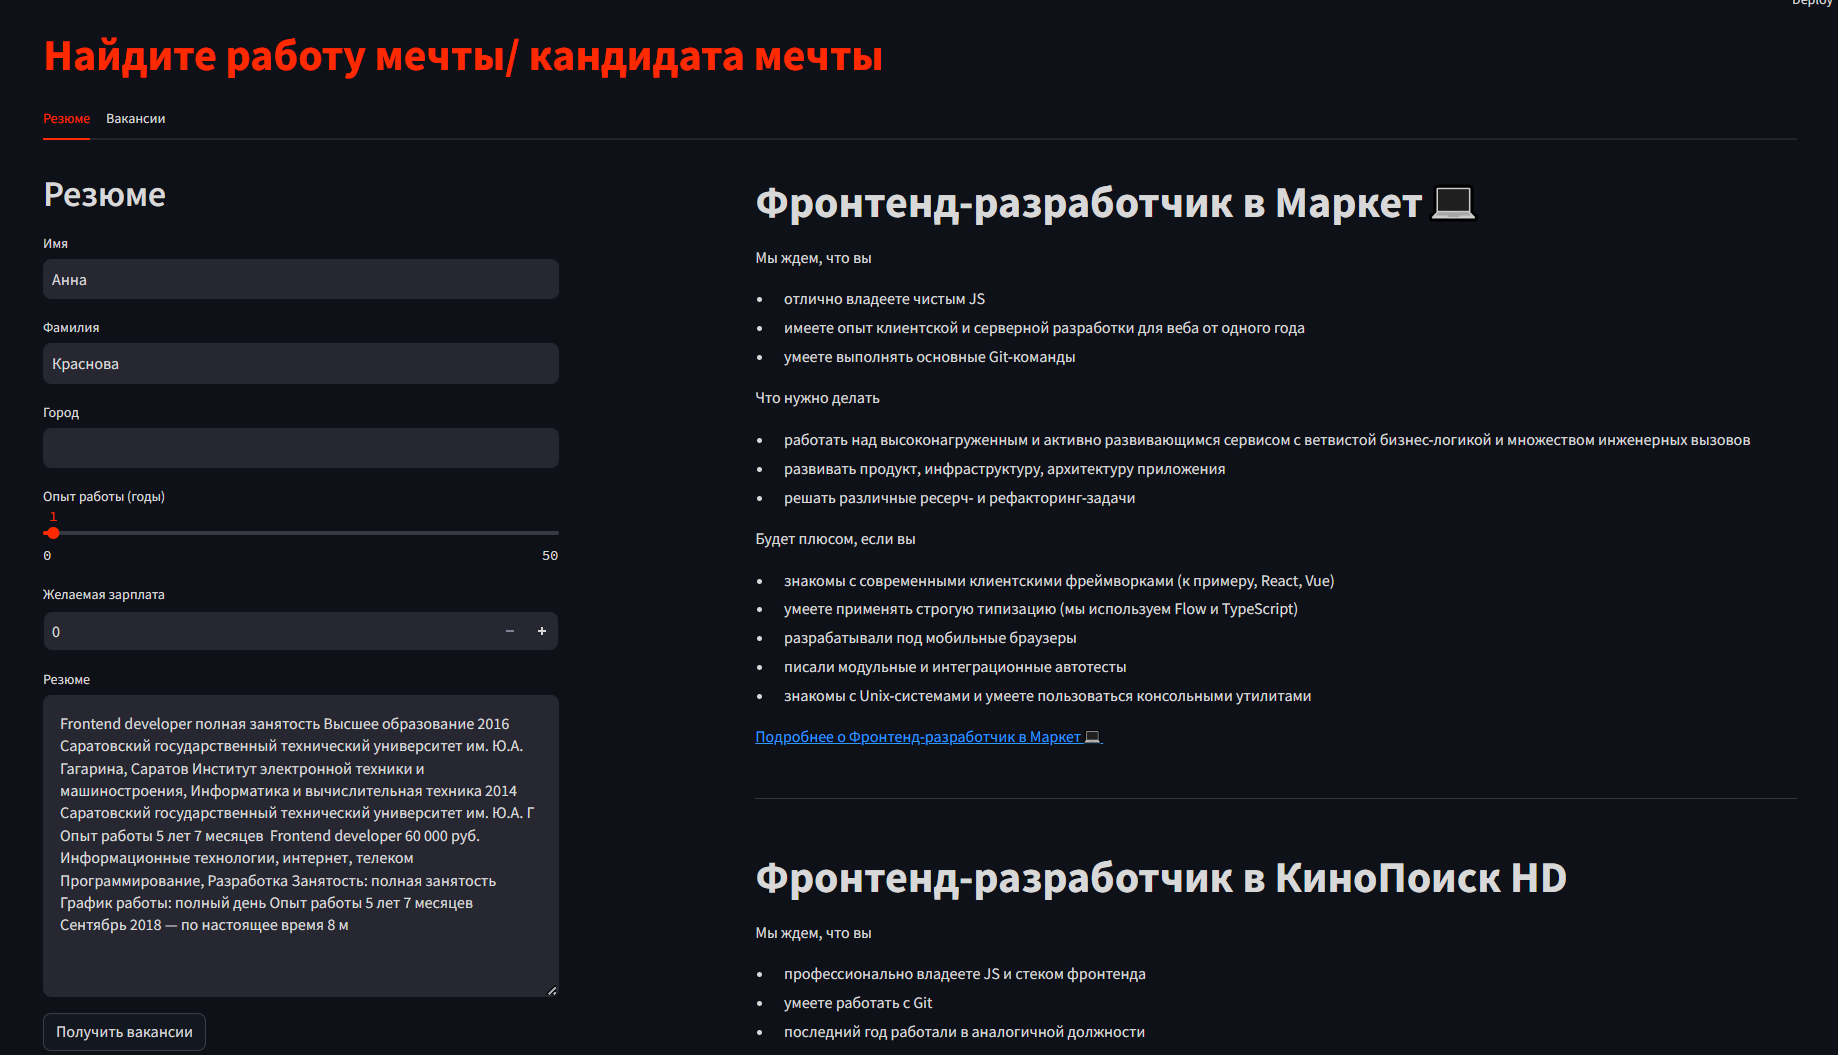 Deploy
Найдите работу мечты/ кандидата мечты
Резюме
Вакансии
Резюме
Имя
Анна
Фамилия
Краснова
Город
Опыт работы (годы)
1
0
50
Желаемая зарплата
0
Резюме
Frontend developer полная занятость Высшее образование 2016
Саратовский государственный технический университет им. Ю.А.
Гагарина, Саратов Институт электронной техники и
машиностроения, Информатика и вычислительная техника 2014
Саратовский государственный технический университет им. Ю.А. Г
Опыт работы 5 лет 7 месяцев  Frontend developer 60 000 руб.
Информационные технологии, интернет, телеком
Программирование, Разработка Занятость: полная занятость
График работы: полный день Опыт работы 5 лет 7 месяцев
Сентябрь 2018 — по настоящее время 8 м
Получить вакансии
Фронтенд-разработчик в Маркет 💻
Мы ждем, что вы
• отлично владеете чистым JS
• имеете опыт клиентской и серверной разработки для веба от одного года
• умеете выполнять основные Git-команды
Что нужно делать
• работать над высоконагруженным и активно развивающимся сервисом с ветвистой бизнес-логикой и множеством инженерных вызовов
• развивать продукт, инфраструктуру, архитектуру приложения
• решать различные ресерч- и рефакторинг-задачи
Будет плюсом, если вы
• знакомы с современными клиентскими фреймворками (к примеру, React, Vue)
• умеете применять строгую типизацию (мы используем Flow и TypeScript)
• разрабатывали под мобильные браузеры
• писали модульные и интеграционные автотесты
• знакомы с Unix-системами и умеете пользоваться консольными утилитами
Подробнее о Фронтенд-разработчик в Маркет 💻
Фронтенд-разработчик в КиноПоиск HD
Мы ждем, что вы
• профессионально владеете JS и стеком фронтенда
• умеете работать с Git
• последний год работали в аналогичной должности